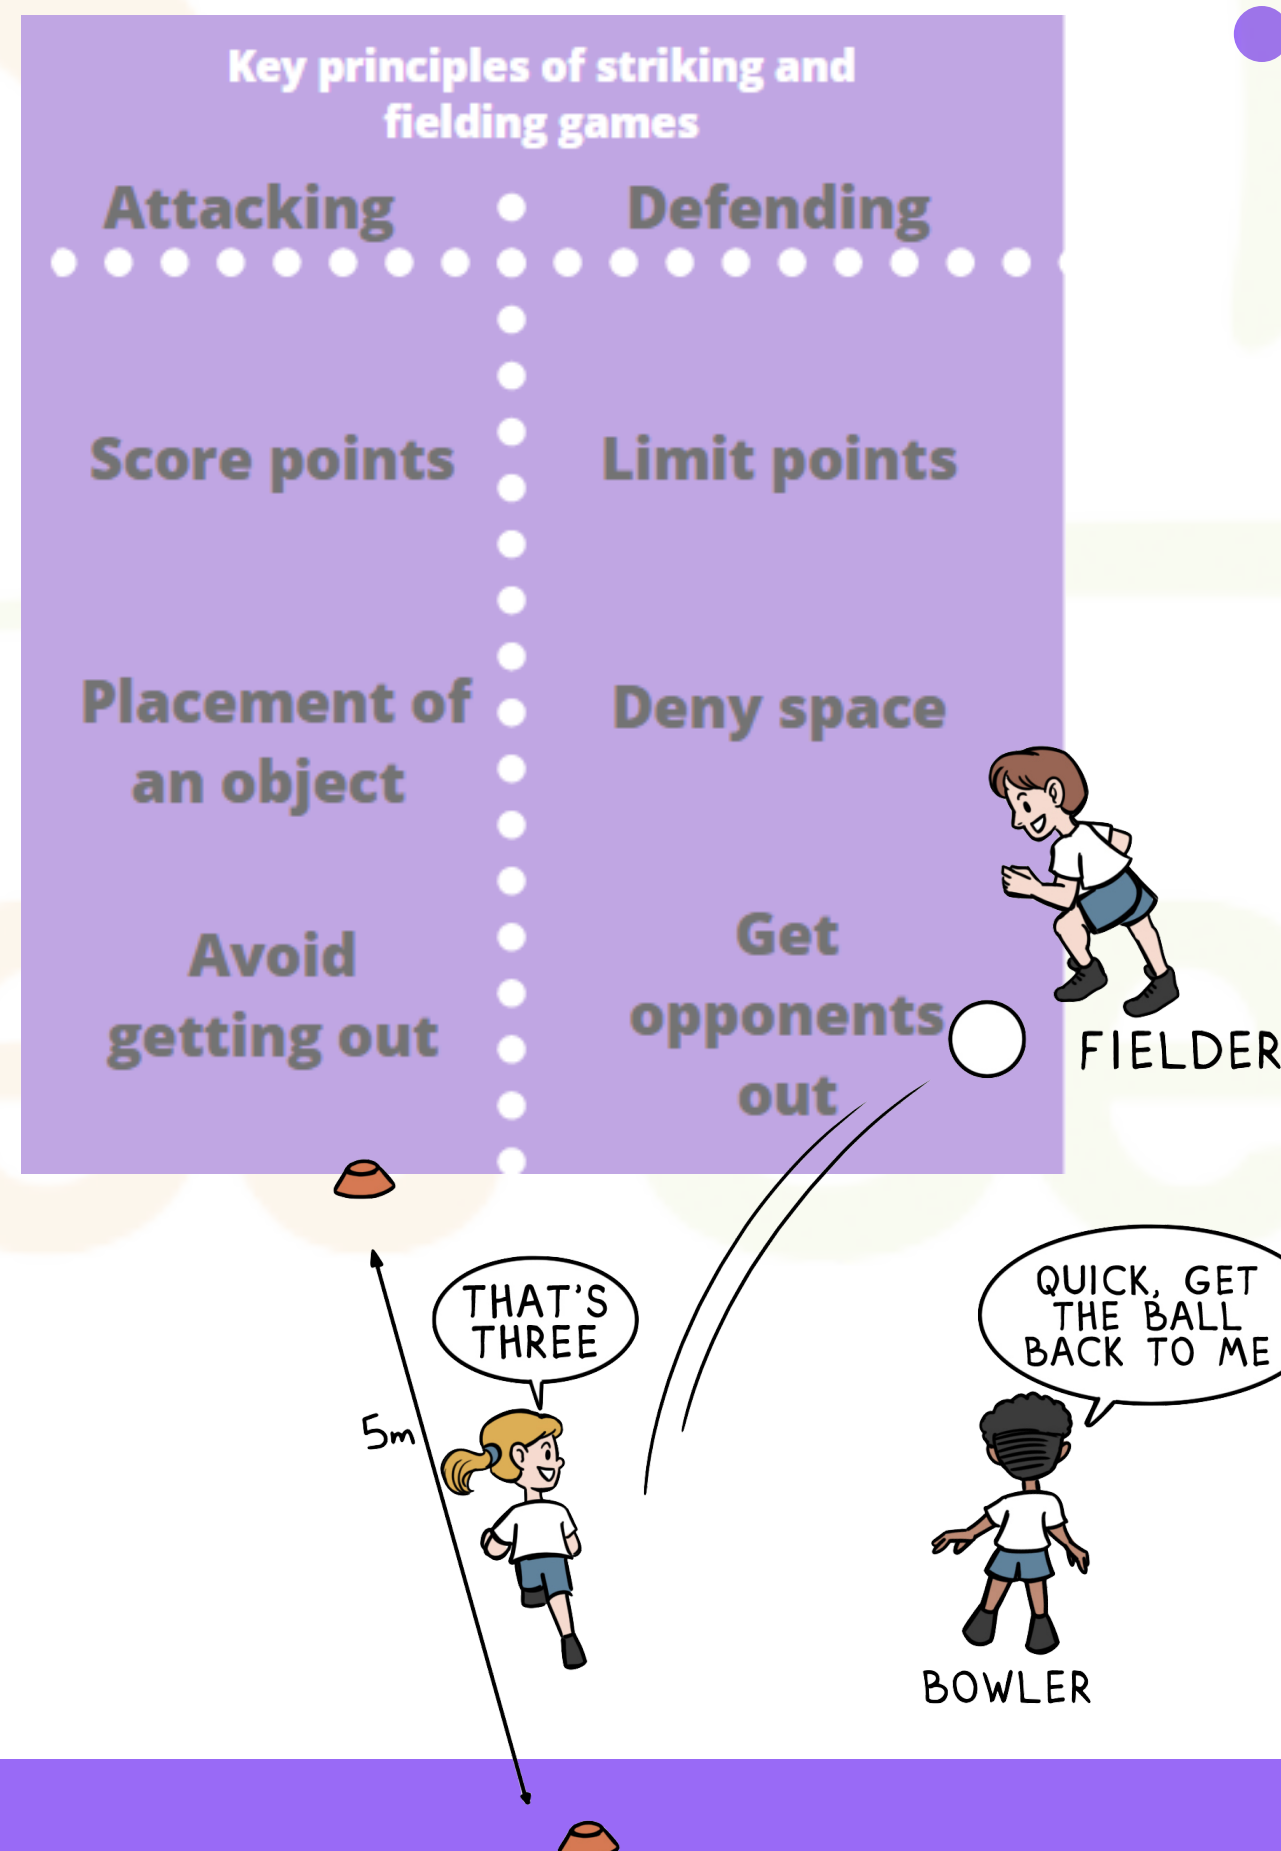 Key principles of striking and
fielding games
Attacking
Defending
Score points
Limit points
Placement of
an object
Deny space
Avoid
getting out
Get
opponents
out
FIELDER
THAT'S
THREE
QUICK, GET
THE BALL
BACK TO ME
5m
BOWLER